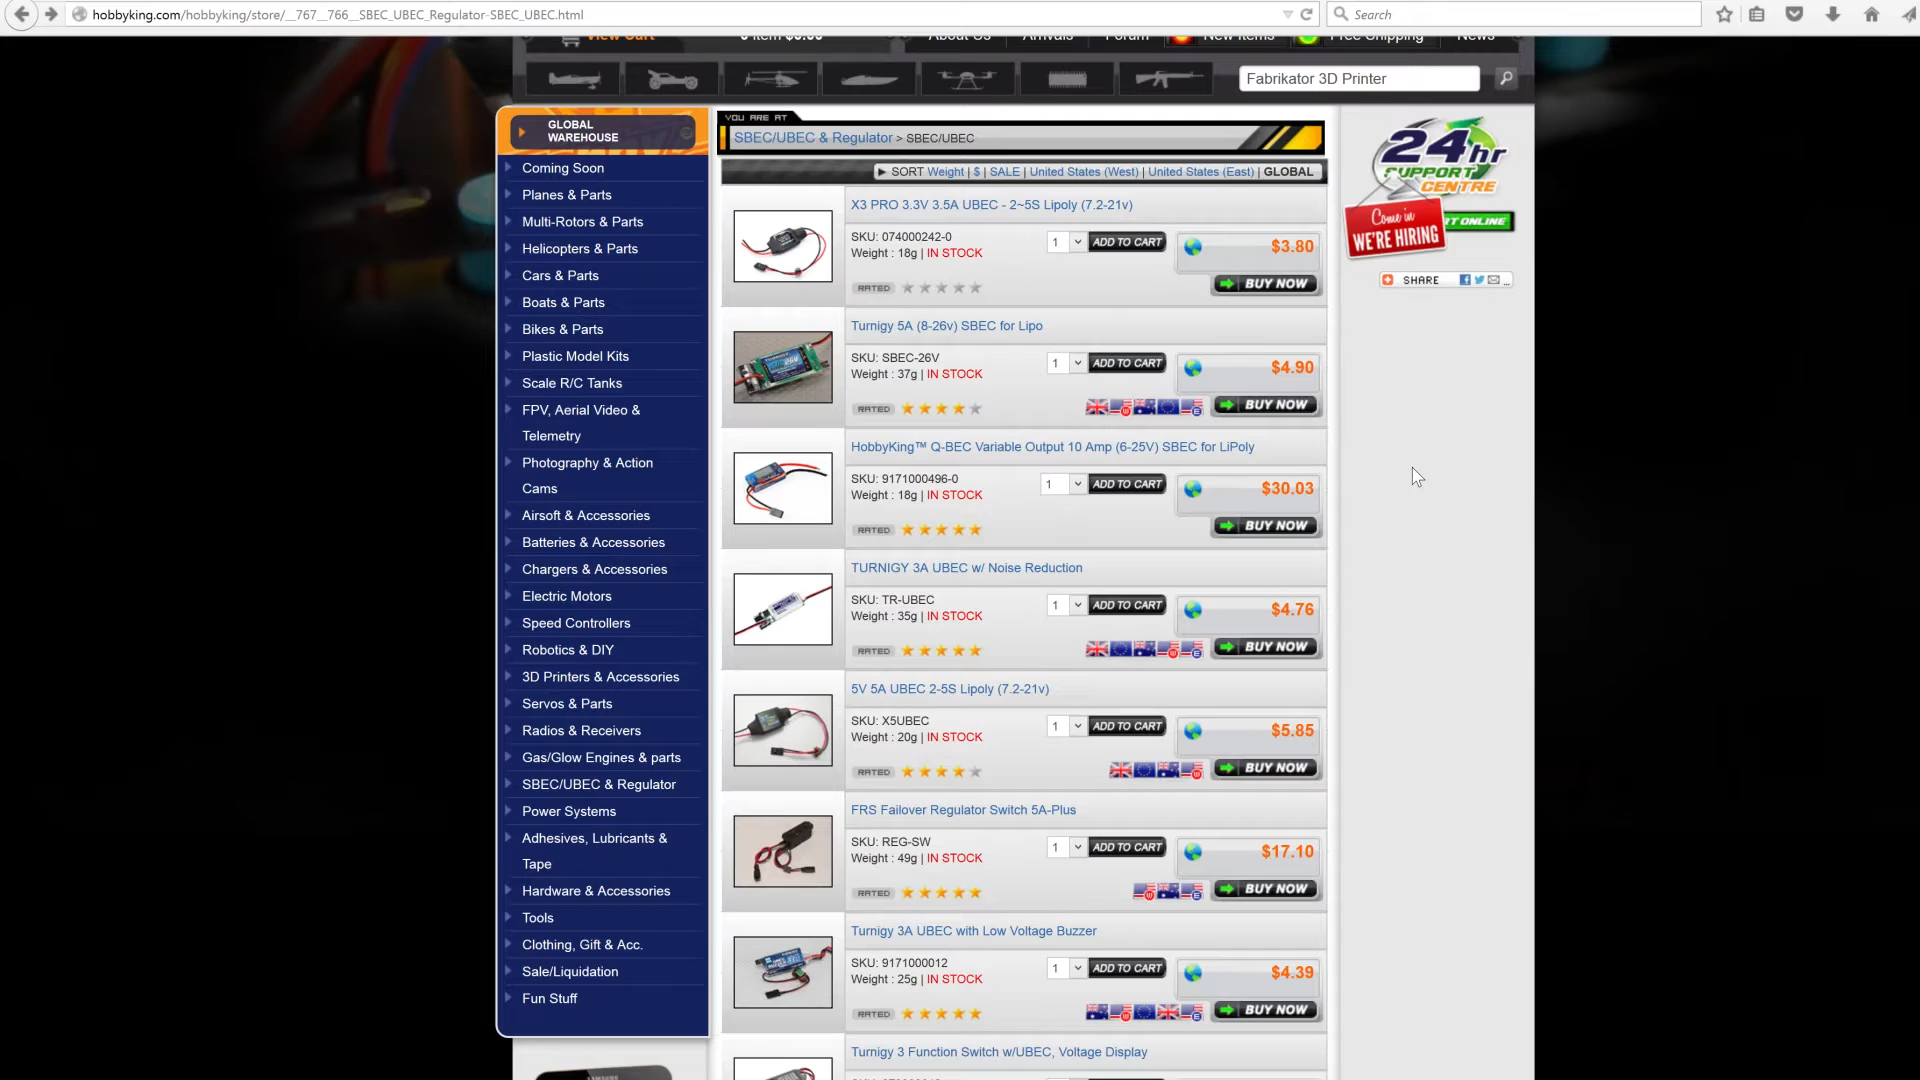 hobbyking.com/hobbyking/store/__767__766__SBEC_UBEC_Regulator-SBEC_UBEC.html
Search
View Cart
About Us
Arrivals
Forum
New Items
Free Shipping
News
Fabrikator 3D Printer
GLOBAL
WAREHOUSE
Coming Soon
Planes & Parts
Multi-Rotors & Parts
Helicopters & Parts
Cars & Parts
Boats & Parts
Bikes & Parts
Plastic Model Kits
Scale R/C Tanks
FPV, Aerial Video &
Telemetry
Photography & Action
Cams
Airsoft & Accessories
Batteries & Accessories
Chargers & Accessories
Electric Motors
Speed Controllers
Robotics & DIY
3D Printers & Accessories
Servos & Parts
Radios & Receivers
Gas/Glow Engines & parts
SBEC/UBEC & Regulator
Power Systems
Adhesives, Lubricants &
Tape
Hardware & Accessories
Tools
Clothing, Gift & Acc.
Sale/Liquidation
Fun Stuff
YOU ARE AT
SBEC/UBEC & Regulator > SBEC/UBEC
SORT Weight | $ | SALE | United States (West) | United States (East) | GLOBAL
X3 PRO 3.3V 3.5A UBEC - 2~5S Lipoly (7.2-21v)
SKU: 074000242-0
Weight : 18g | IN STOCK
RATED
1 ADD TO CART
$3.80
BUY NOW
Turnigy 5A (8-26v) SBEC for Lipo
SKU: SBEC-26V
Weight : 37g | IN STOCK
RATED
1 ADD TO CART
$4.90
BUY NOW
HobbyKing™ Q-BEC Variable Output 10 Amp (6-25V) SBEC for LiPoly
SKU: 9171000496-0
Weight : 18g | IN STOCK
RATED
1 ADD TO CART
$30.03
BUY NOW
TURNIGY 3A UBEC w/ Noise Reduction
SKU: TR-UBEC
Weight : 35g | IN STOCK
RATED
1 ADD TO CART
$4.76
BUY NOW
5V 5A UBEC 2-5S Lipoly (7.2-21v)
SKU: X5UBEC
Weight : 20g | IN STOCK
RATED
1 ADD TO CART
$5.85
BUY NOW
FRS Failover Regulator Switch 5A-Plus
SKU: REG-SW
Weight : 49g | IN STOCK
RATED
1 ADD TO CART
$17.10
BUY NOW
Turnigy 3A UBEC with Low Voltage Buzzer
SKU: 9171000012
Weight : 25g | IN STOCK
RATED
1 ADD TO CART
$4.39
BUY NOW
Turnigy 3 Function Switch w/UBEC, Voltage Display
24hr
SUPPORT
CENTRE
Come in
WE'RE HIRING
RT ONLINE
SHARE